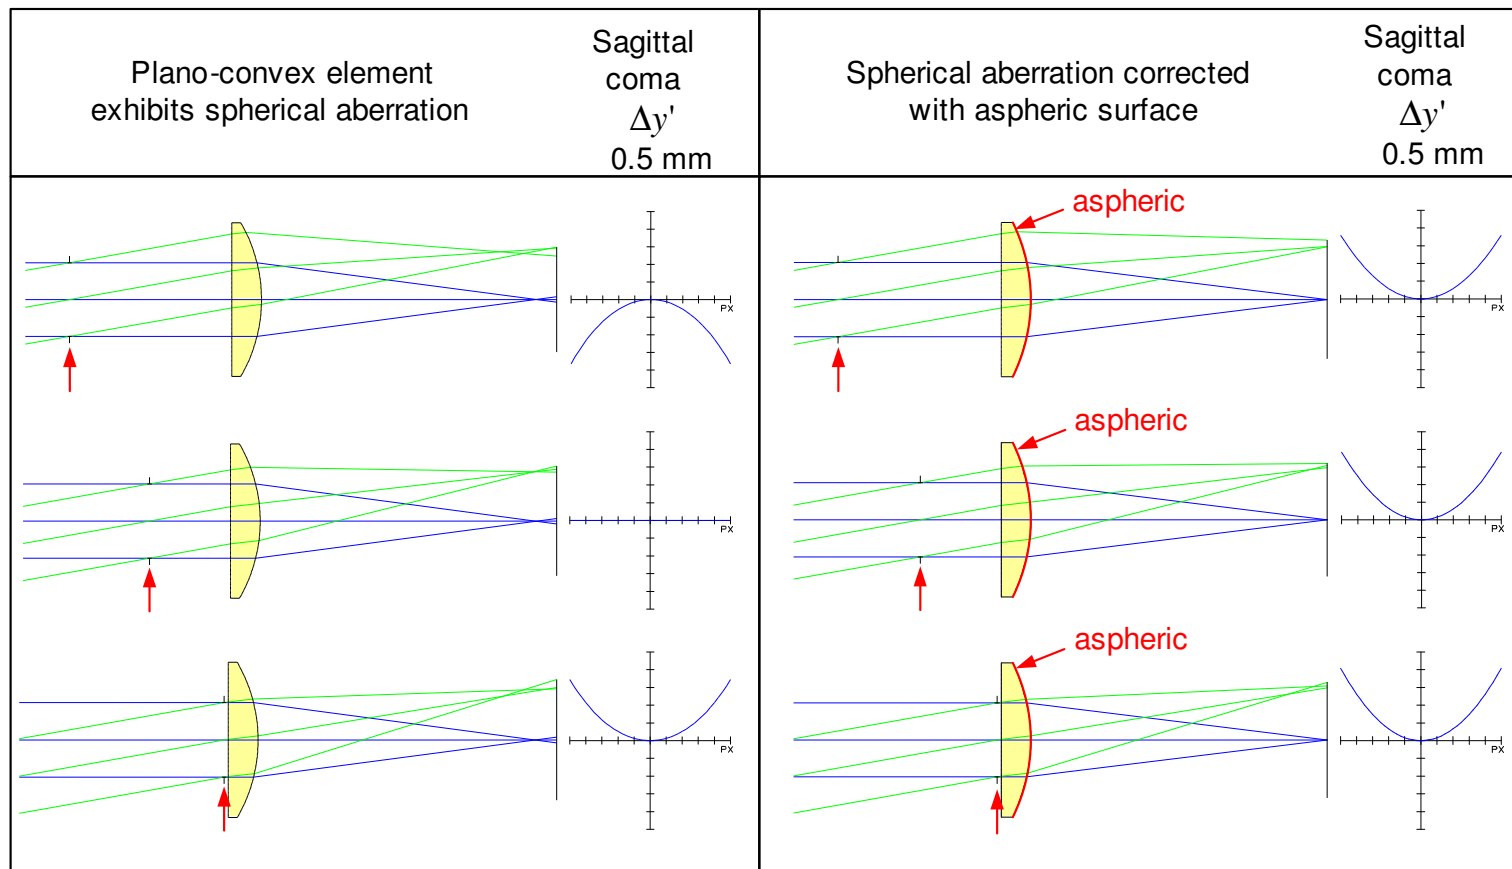 Plano-convex element
exhibits spherical aberration
Sagittal
coma
Δy'
0.5 mm
Spherical aberration corrected
with aspheric surface
Sagittal
coma
Δy'
0.5 mm
PX
aspheric
PX
PX
aspheric
PX
PX
aspheric
PX